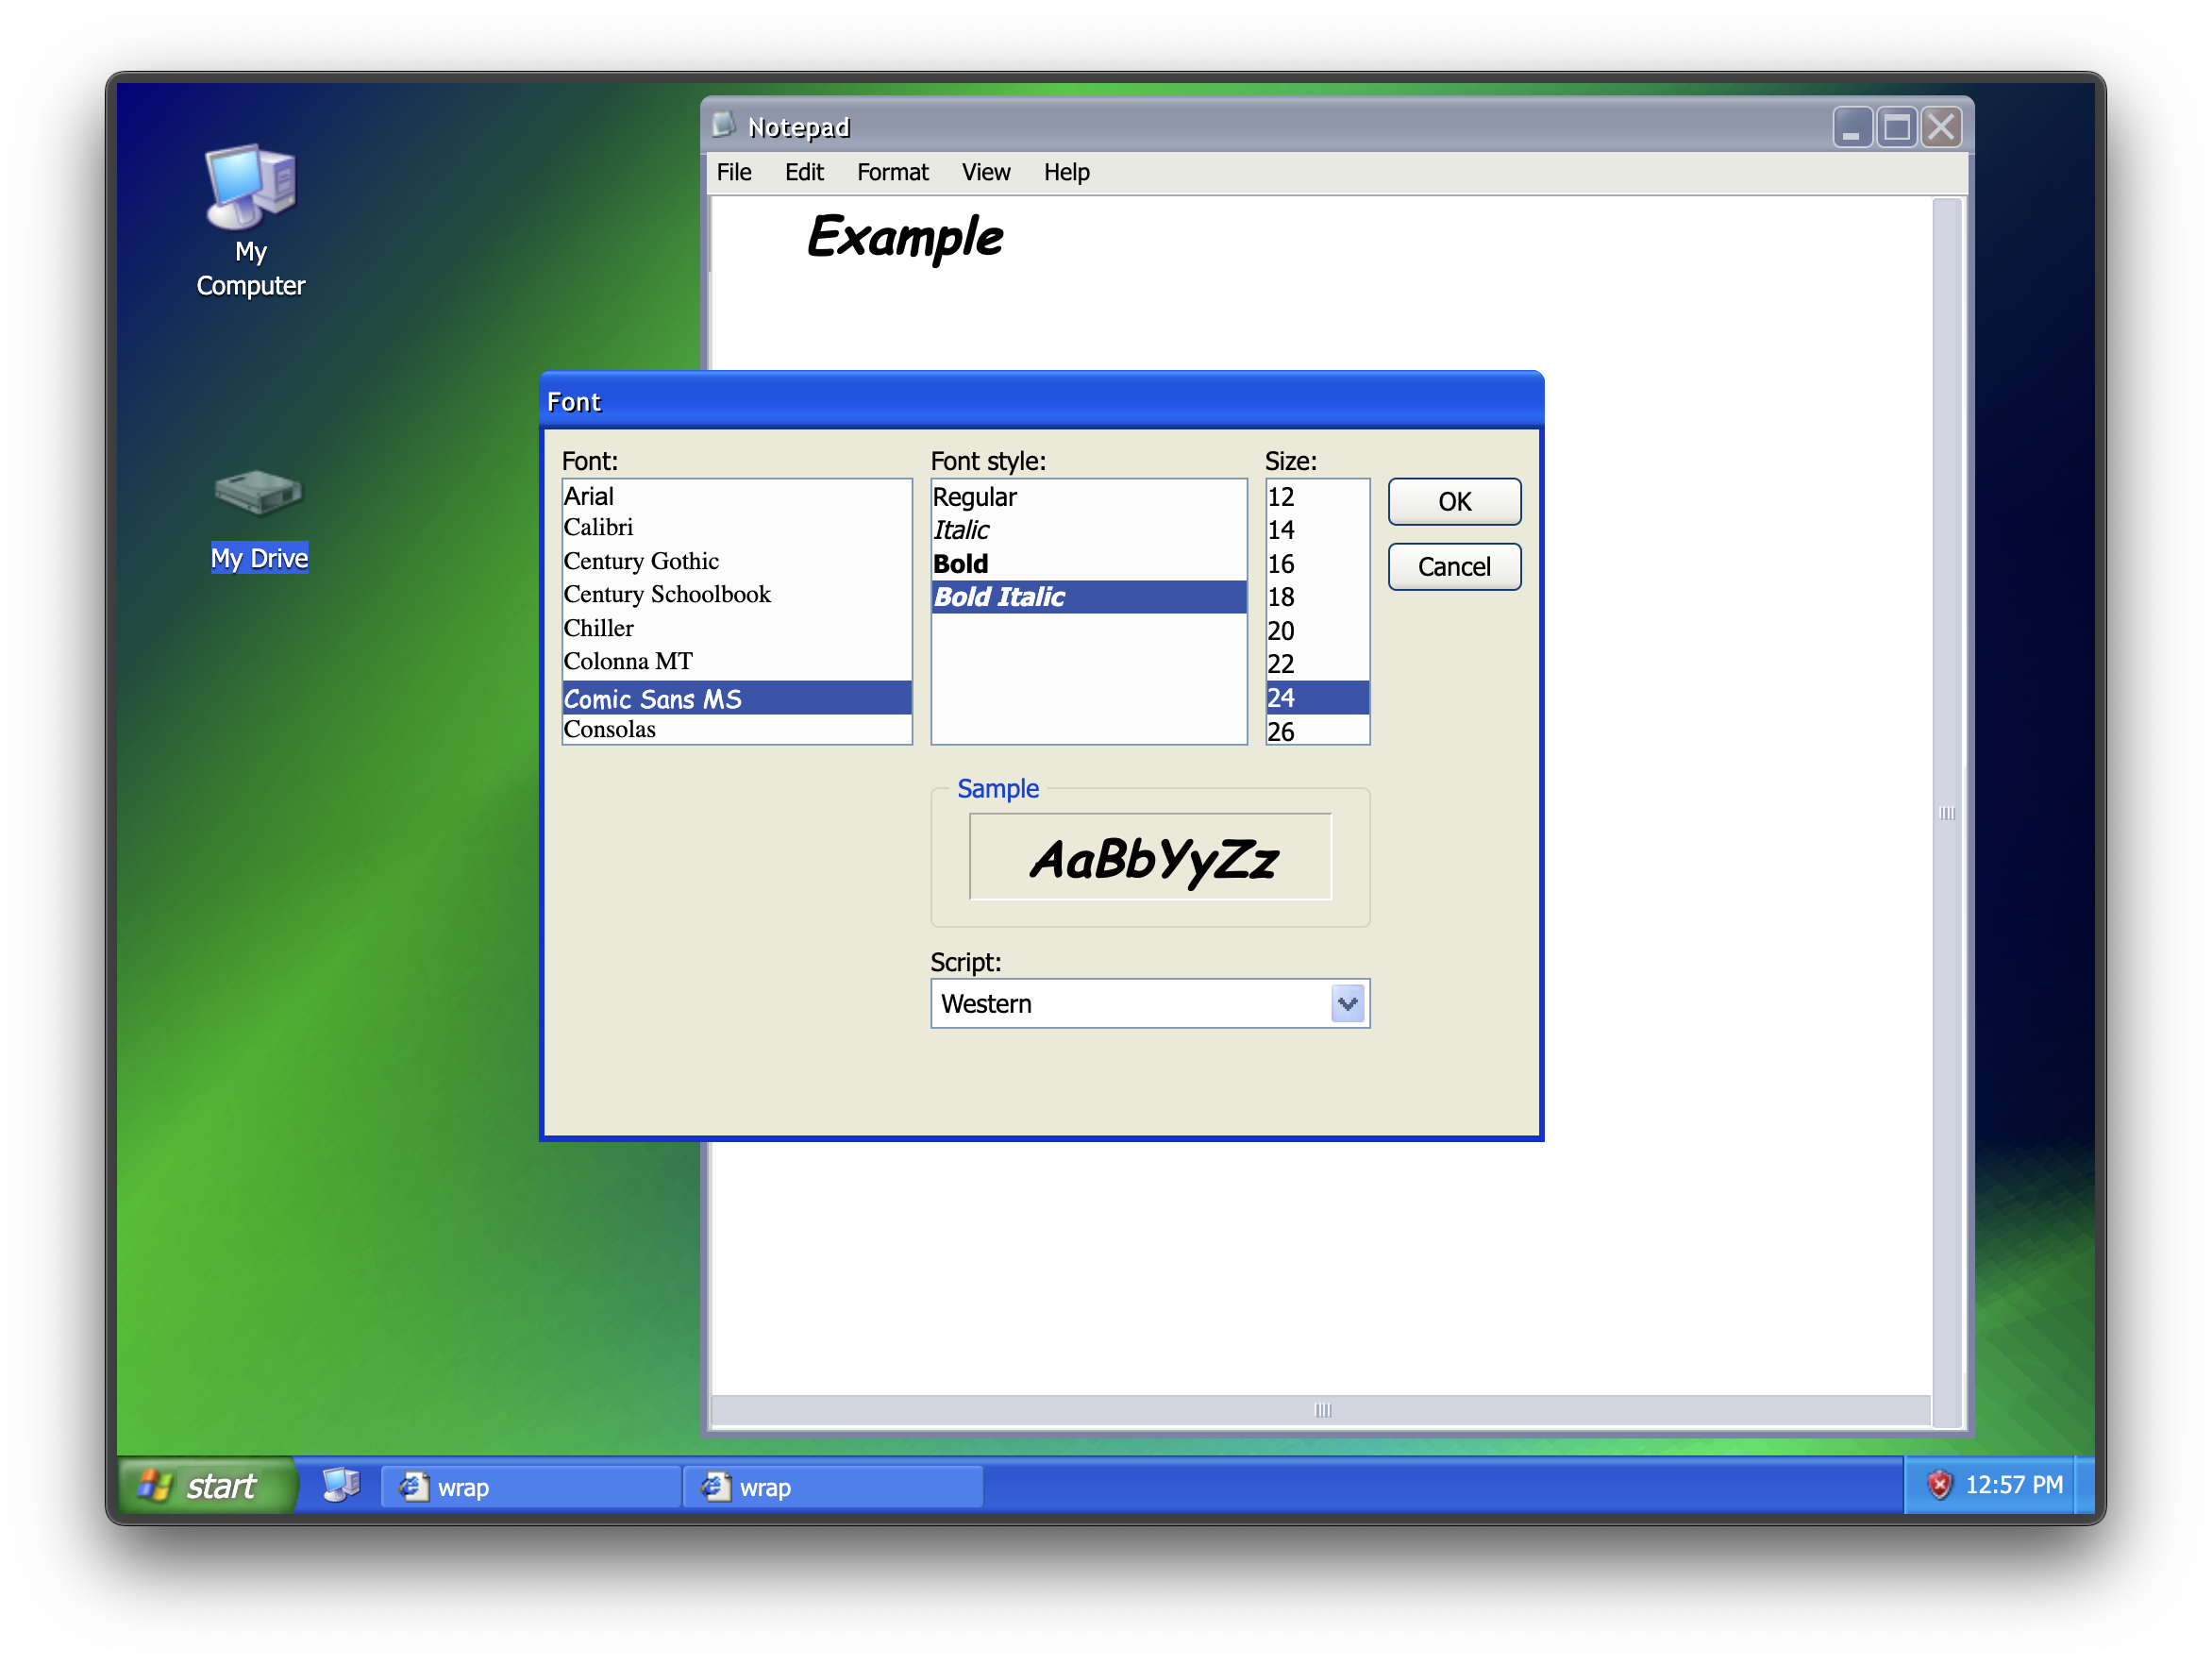 My
Computer
My Drive
Notepad
File Edit Format View Help
Example
Font
Font: Font style: Size:
Arial
Calibri
Century Gothic
Century Schoolbook
Chiller
Colonna MT
Comic Sans MS
Consolas
Regular
Italic
Bold
Bold Italic
12
14
16
18
20
22
24
26
OK
Cancel
Sample
AaBbYyZz
Script:
Western
start wrap wrap 12:57 PM